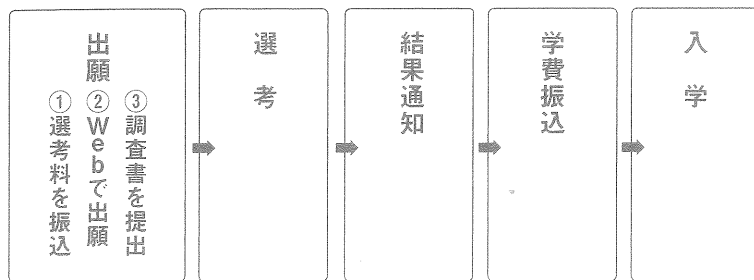 出願
①選考料を振込
②Webで出願
③調査書を提出
選考
結果通知
学費振込
入学